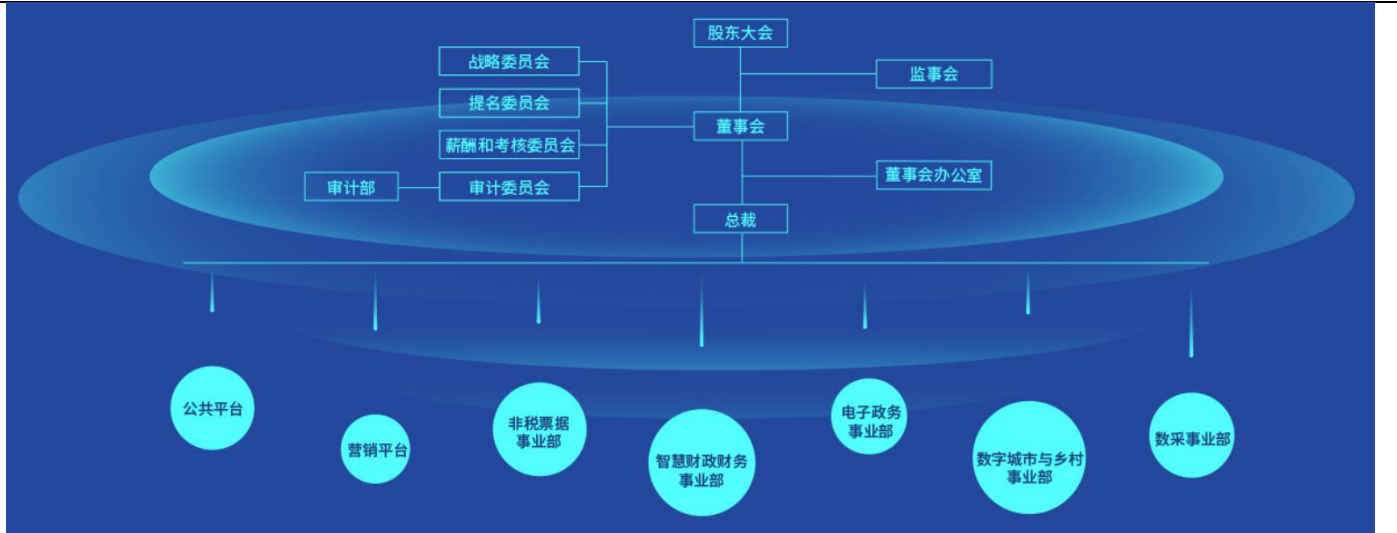 股东大会
战略委员会
监事会
提名委员会
董事会
薪酬和考核委员会
董事会办公室
审计部
审计委员会
总裁
公共平台
营销平台
非税票据
事业部
智慧财政财务
事业部
电子政务
事业部
数字城市与乡村
事业部
数采事业部